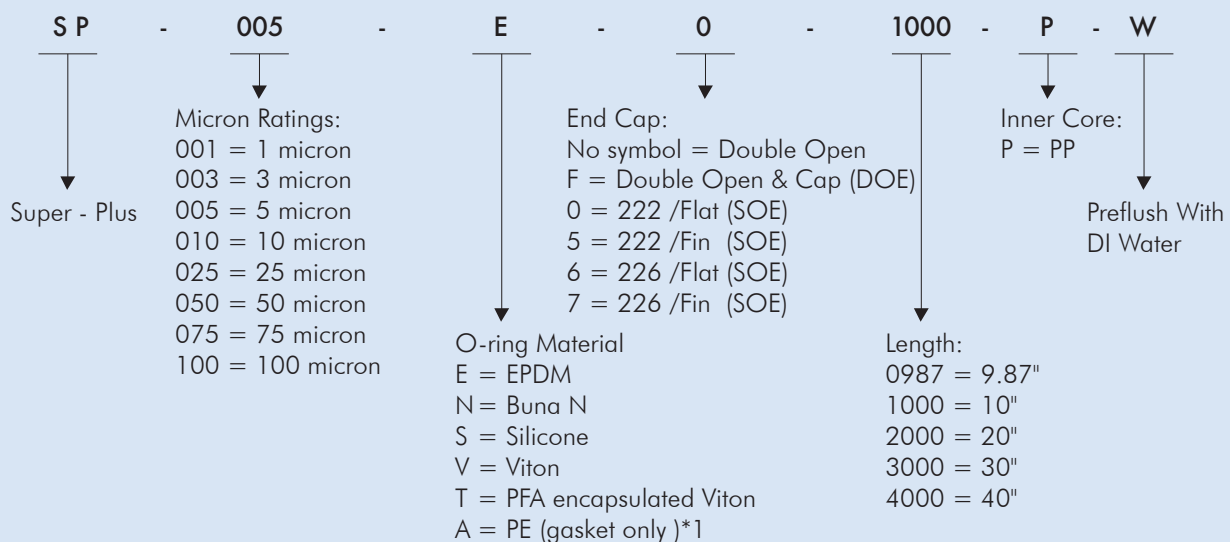 SP - 005 - E - 0 - 1000 - P - W
Super - Plus
Micron Ratings:
001 = 1 micron
003 = 3 micron
005 = 5 micron
010 = 10 micron
025 = 25 micron
050 = 50 micron
075 = 75 micron
100 = 100 micron
O-ring Material
E = EPDM
N = Buna N
S = Silicone
V = Viton
T = PFA encapsulated Viton
A = PE (gasket only )*1
End Cap:
No symbol = Double Open
F = Double Open & Cap (DOE)
0 = 222 /Flat (SOE)
5 = 222 /Fin (SOE)
6 = 226 /Flat (SOE)
7 = 226 /Fin (SOE)
Length:
0987 = 9.87"
1000 = 10"
2000 = 20"
3000 = 30"
4000 = 40"
Inner Core:
P = PP
Preflush With
DI Water